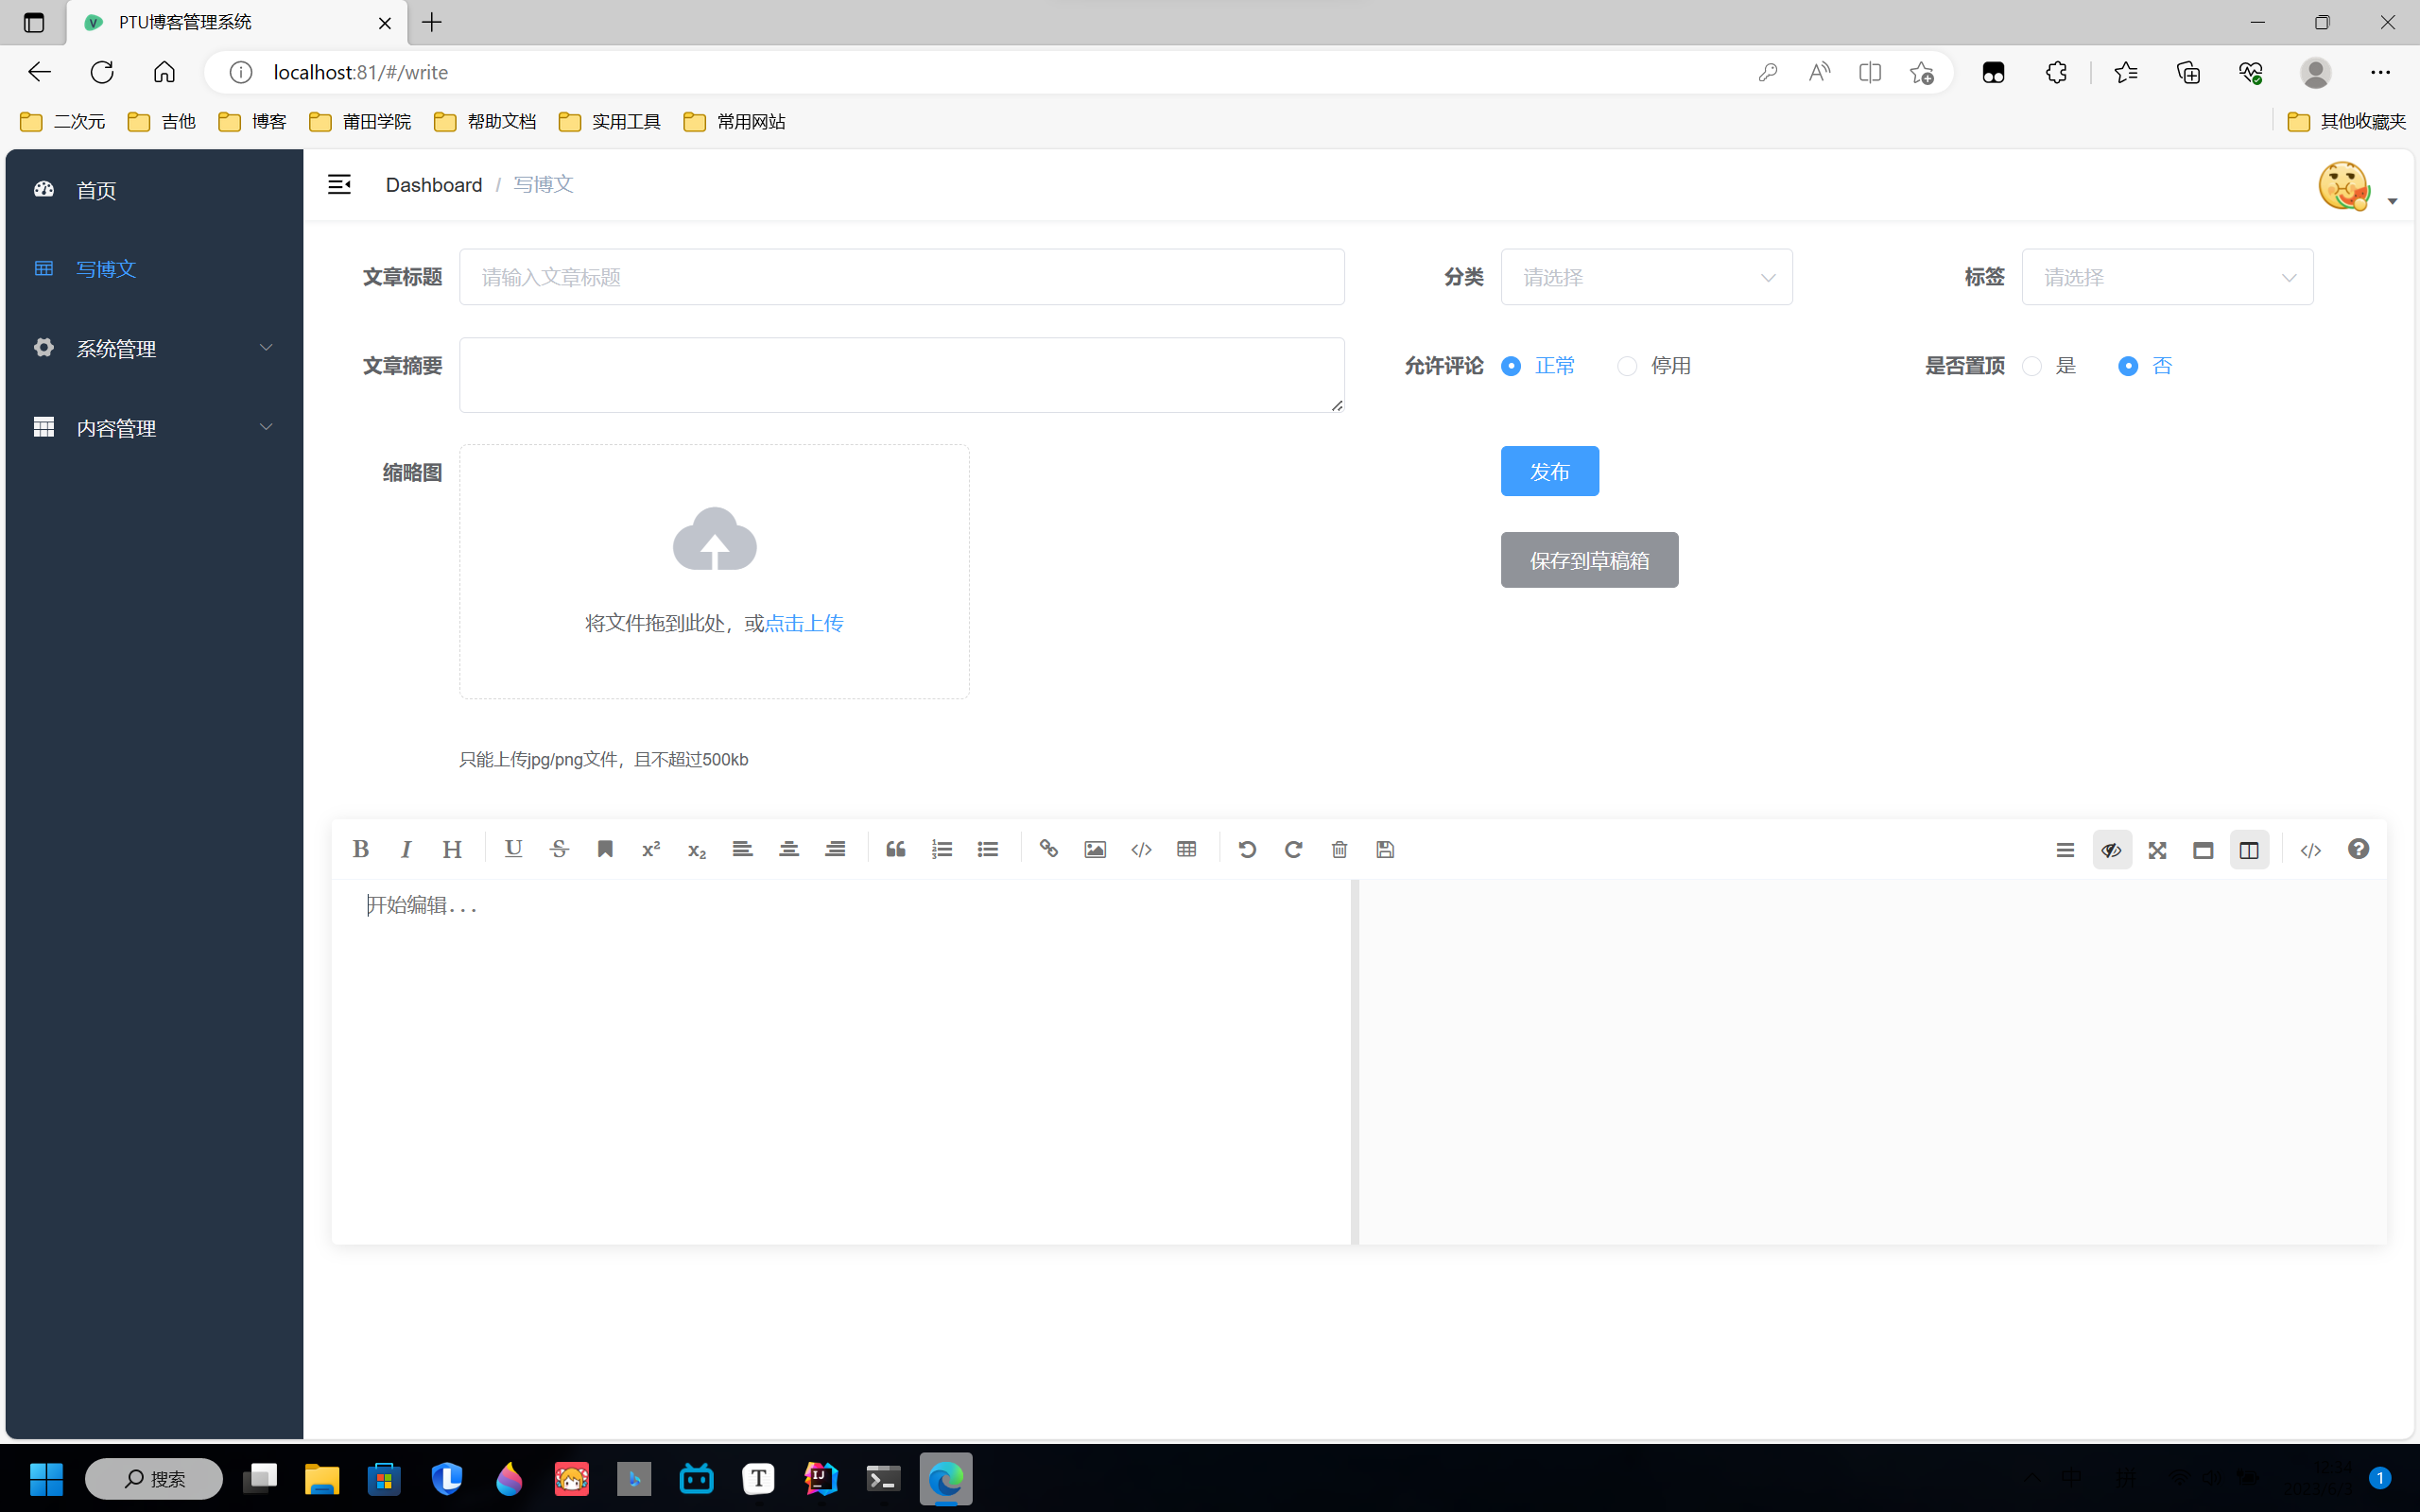 PTU博客管理系统
localhost:81/#/write
二次元 吉他 博客 莆田学院 帮助文档 实用工具 常用网站 其他收藏夹
首页
写博文
系统管理
内容管理
Dashboard / 写博文
文章标题 请输入文章标题 分类 请选择 标签 请选择
文章摘要 允许评论 正常 停用 是否置顶 是 否
缩略图
发布
保存到草稿箱
将文件拖到此处，或点击上传
只能上传jpg/png文件，且不超过500kb
开始编辑...
搜索
1